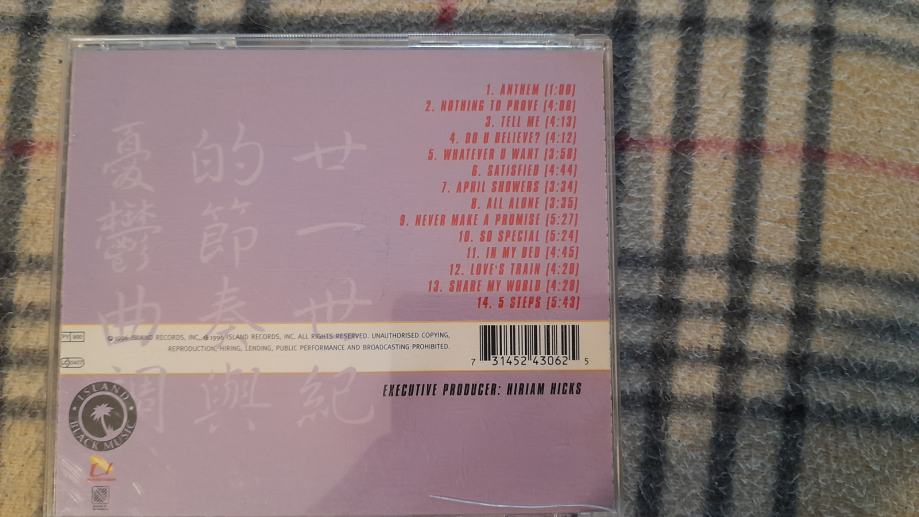 1. ANTHEM (1:00)
2. NOTHING TO PROVE (4:08)
3. TELL ME (4:13)
4. DO U BELIEVE? (4:12)
5. WHATEVER U WANT (3:58)
6. SATISFIED (4:44)
7. APRIL SHOWERS (3:34)
8. ALL ALONE (3:35)
9. NEVER MAKE A PROMISE (5:27)
10. SO SPECIAL (5:24)
11. IN MY BED (4:45)
12. LOVE'S TRAIN (4:20)
13. SHARE MY WORLD (4:28)
14. 5 STEPS (5:43)
廿一世紀
的節奏與
憂鬱曲調
℗1996 ISLAND RECORDS, INC. ©1996 ISLAND RECORDS, INC. ALL RIGHTS RESERVED. UNAUTHORISED COPYING,
REPRODUCTION, HIRING, LENDING, PUBLIC PERFORMANCE AND BROADCASTING PROHIBITED.
7 31452 43062 5
EXECUTIVE PRODUCER: HIRIAM HICKS
ISLAND
BLACK MUSIC